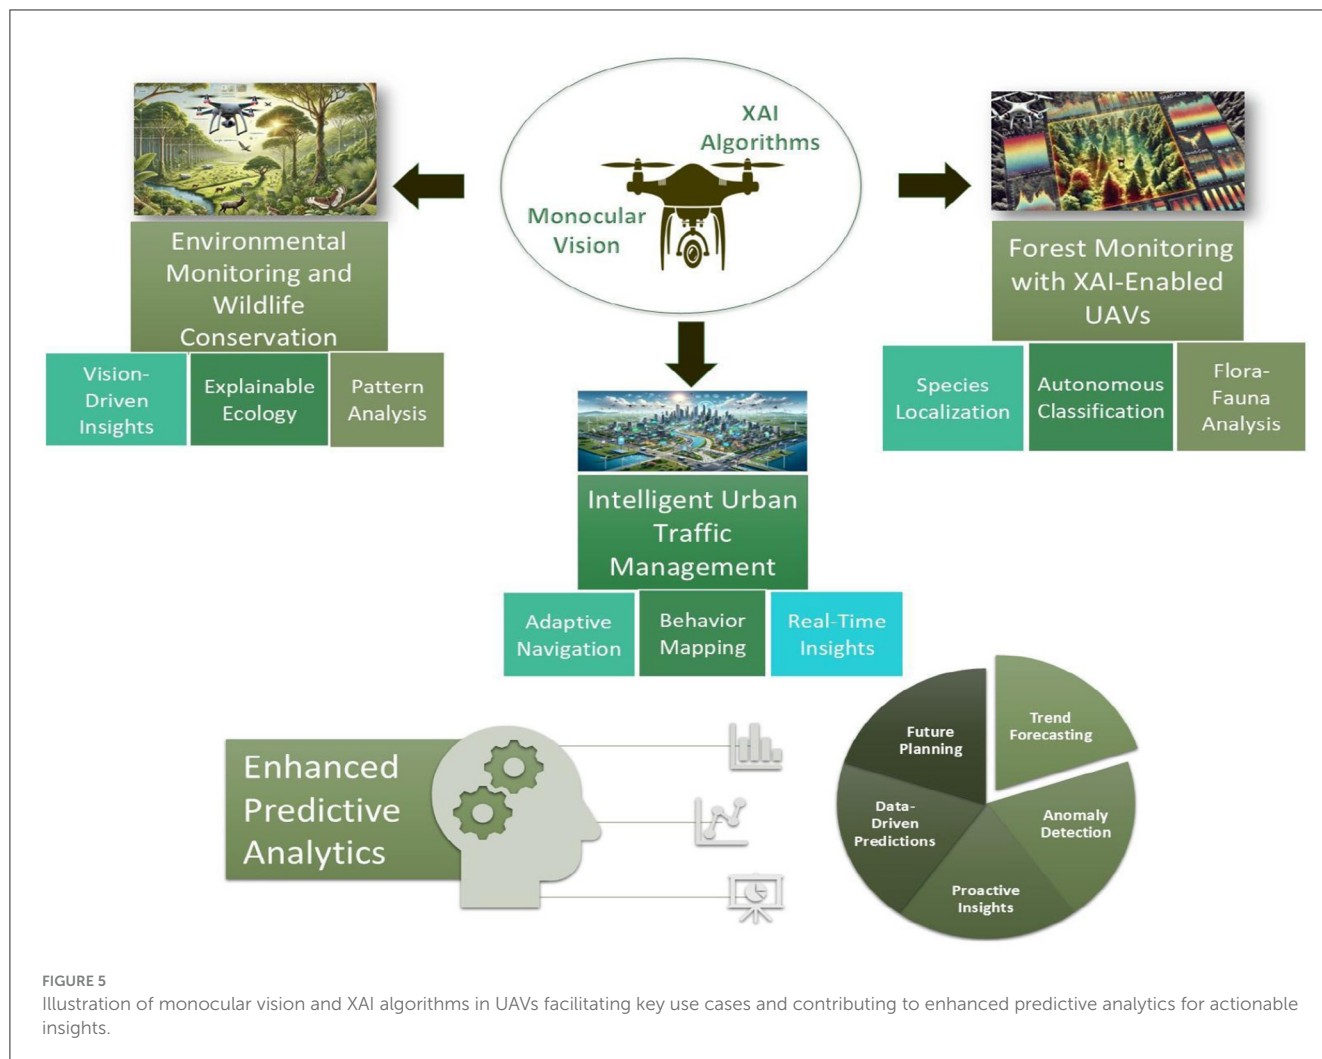 XAI
Algorithms
Monocular
Vision
Environmental
Monitoring and
Wildlife
Conservation
Vision-
Driven
Insights
Explainable
Ecology
Pattern
Analysis
Forest Monitoring
with XAI-Enabled
UAVs
Species
Localization
Autonomous
Classification
Flora-
Fauna
Analysis
Intelligent Urban
Traffic
Management
Adaptive
Navigation
Behavior
Mapping
Real-Time
Insights
Enhanced
Predictive
Analytics
Future
Planning
Trend
Forecasting
Data-
Driven
Predictions
Anomaly
Detection
Proactive
Insights
FIGURE 5
Illustration of monocular vision and XAI algorithms in UAVs facilitating key use cases and contributing to enhanced predictive analytics for actionable
insights.